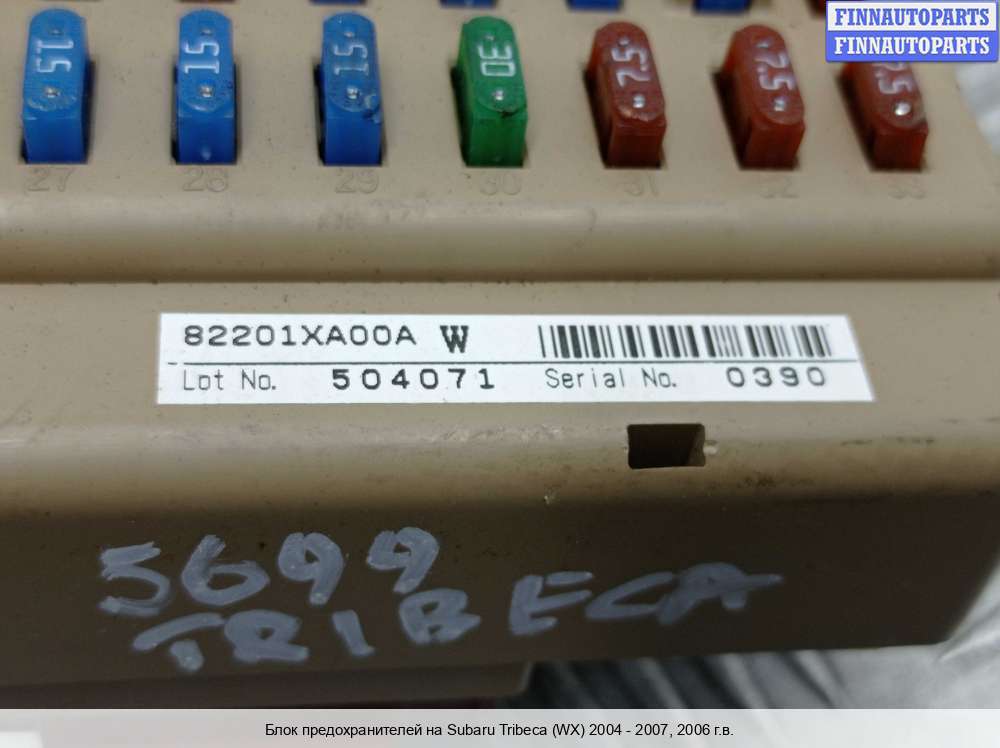 FINNAUTOPARTS
FINNAUTOPARTS
15 15 15 30 7.5 7.5 7.5
27 28 29 30 31 32 33
82201XA00A W
Lot No. 504071 Serial No. 0390
5699
TRIBECA
Блок предохранителей на Subaru Tribeca (WX) 2004 - 2007, 2006 г.в.